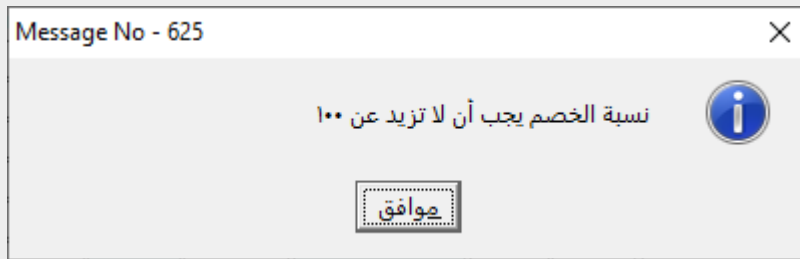 Message No - 625
نسبة الخصم يجب أن لا تزيد عن ١٠٠
موافق